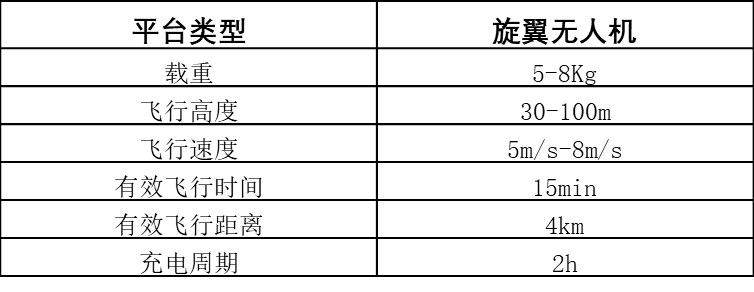 平台类型 旋翼无人机
载重 5-8Kg
飞行高度 30-100m
飞行速度 5m/s-8m/s
有效飞行时间 15min
有效飞行距离 4km
充电周期 2h